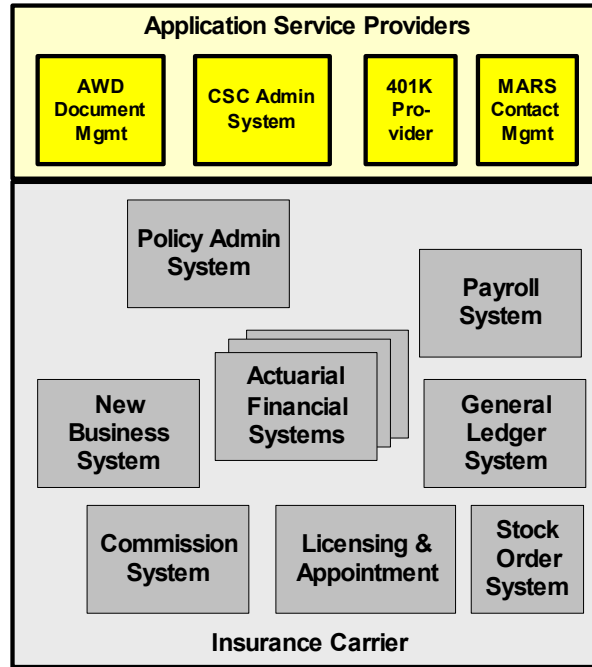 Application Service Providers
AWD
Document
Mgmt
CSC Admin
System
401K
Pro-
vider
MARS
Contact
Mgmt
Policy Admin
System
Payroll
System
Actuarial
Financial
Systems
New
Business
System
General
Ledger
System
Commission
System
Licensing &
Appointment
Stock
Order
System
Insurance Carrier